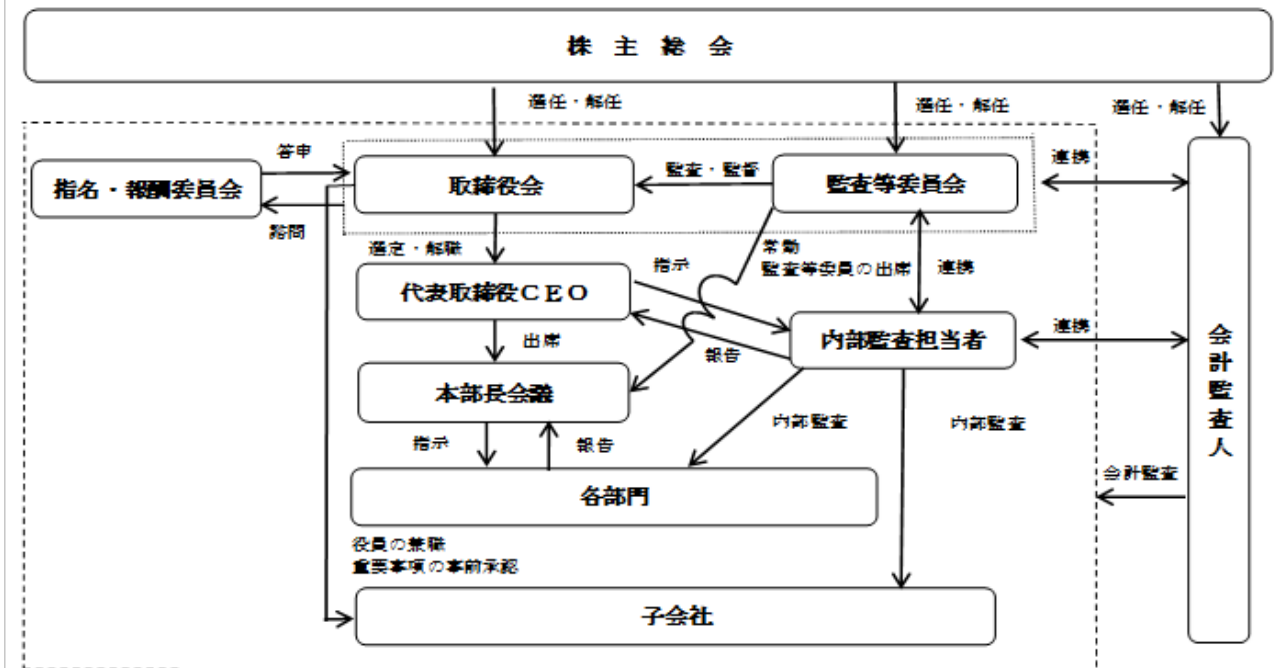 株主総会
選任・解任
選任・解任
選任・解任
答申
指名・報酬委員会
取締役会
監査・監督
監査等委員会
連携
諮問
選定・解職
指示
常勤
監査等委員の出席
連携
代表取締役CEO
内部監査担当者
連携
出席
報告
会計監査人
本部長会議
指示
報告
内部監査
内部監査
会計監査
各部門
役員の兼職
重要事項の事前承認
子会社